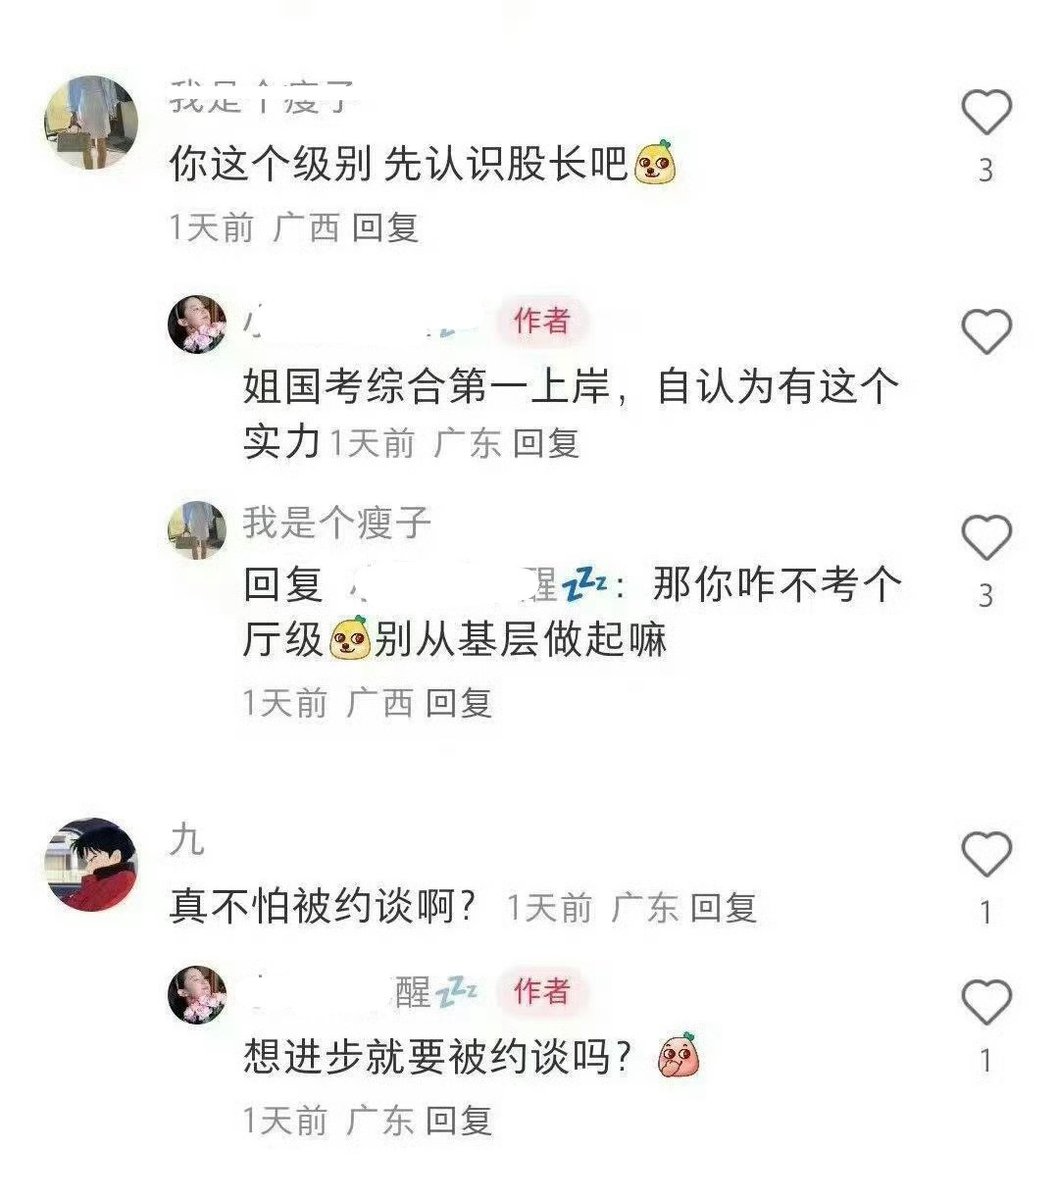 我是个瘦子
你这个级别 先认识股长吧
3
1天前 广西 回复
作者
姐国考综合第一上岸，自认为有这个
实力 1天前 广东 回复
我是个瘦子
回复 醒💤：那你咋不考个
厅级 别从基层做起嘛
3
1天前 广西 回复
九
真不怕被约谈啊？ 1天前 广东 回复
1
醒💤 作者
想进步就要被约谈吗？
1
1天前 广东 回复